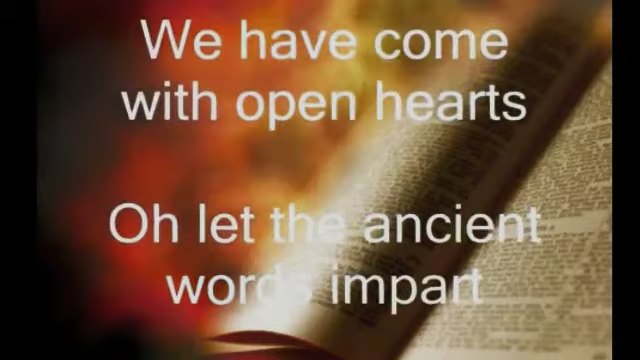 We have come
with open hearts
Oh let the ancient
words impart